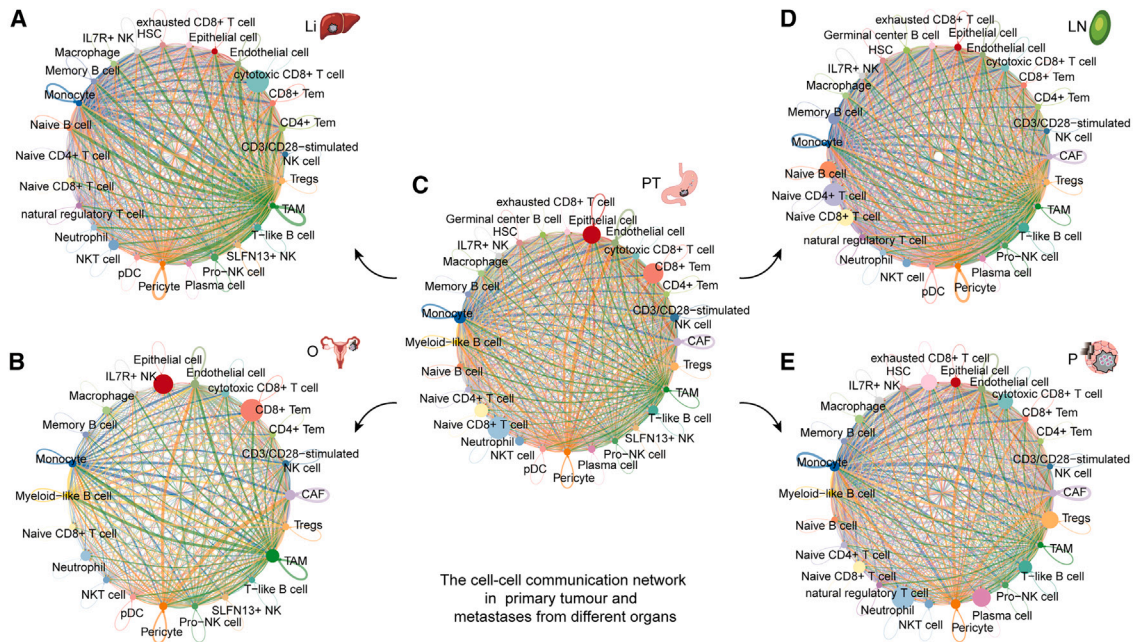 A
Li
exhausted CD8+ T cell
HSC
Epithelial cell
IL7R+ NK
Endothelial cell
Macrophage
cytotoxic CD8+ T cell
Memory B cell
CD8+ Tem
Monocyte
CD4+ Tem
Naive B cell
CD3/CD28−stimulated
NK cell
Naive CD4+ T cell
Tregs
Naive CD8+ T cell
TAM
natural regulatory T cell
T−like B cell
Neutrophil
SLFN13+ NK
NKT cell
Pro−NK cell
pDC
Plasma cell
Pericyte
B
O
Epithelial cell
Endothelial cell
IL7R+ NK
cytotoxic CD8+ T cell
Macrophage
CD8+ Tem
Memory B cell
CD4+ Tem
Monocyte
CD3/CD28−stimulated
NK cell
Myeloid−like B cell
CAF
Naive CD8+ T cell
Tregs
Neutrophil
TAM
NKT cell
T−like B cell
pDC
SLFN13+ NK
Pericyte
Pro−NK cell
C
PT
exhausted CD8+ T cell
Germinal center B cell
Epithelial cell
HSC
Endothelial cell
IL7R+ NK
cytotoxic CD8+ T cell
Macrophage
CD8+ Tem
Memory B cell
CD4+ Tem
Monocyte
CD3/CD28−stimulated
NK cell
Myeloid−like B cell
CAF
Naive B cell
Tregs
Naive CD4+ T cell
TAM
Naive CD8+ T cell
T−like B cell
Neutrophil
SLFN13+ NK
NKT cell
Pro−NK cell
pDC
Plasma cell
Pericyte
The cell-cell communication network
in primary tumour and
metastases from different organs
D
LN
exhausted CD8+ T cell
Germinal center B cell
Epithelial cell
HSC
Endothelial cell
IL7R+ NK
cytotoxic CD8+ T cell
Macrophage
CD8+ Tem
CD4+ Tem
Memory B cell
CD3/CD28−stimulated
NK cell
Monocyte
CAF
Naive B cell
Tregs
Naive CD4+ T cell
TAM
Naive CD8+ T cell
T−like B cell
natural regulatory T cell
Pro−NK cell
Neutrophil
Plasma cell
NKT cell
pDC
Pericyte
E
P
exhausted CD8+ T cell
Epithelial cell
HSC
Endothelial cell
IL7R+ NK
cytotoxic CD8+ T cell
Macrophage
CD8+ Tem
CD4+ Tem
Memory B cell
CD3/CD28−stimulated
NK cell
Monocyte
Myeloid−like B cell
CAF
Naive B cell
Tregs
Naive CD4+ T cell
TAM
Naive CD8+ T cell
T−like B cell
natural regulatory T cell
Pro−NK cell
Neutrophil
Plasma cell
NKT cell
Pericyte